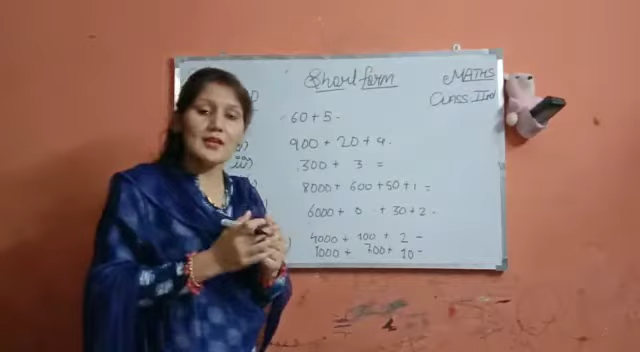 Short form
MATHS
CLASS-IInd
60+5-
900 + 20 + 4.
300 + 3 =
8000 + 600 + 50 + 1 =
6000 + 0 + 30 + 2 -
4000 + 100 + 2 -
1000 + 700 + 10 -